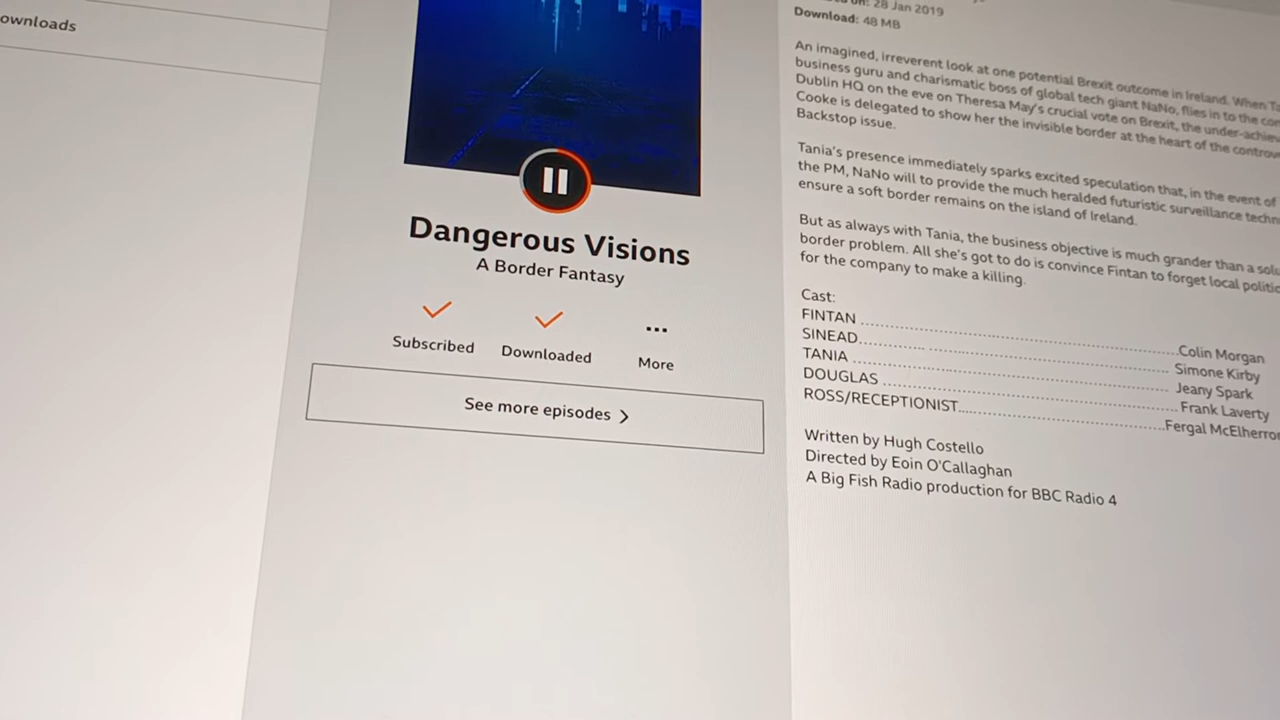 ownloads
Dangerous Visions
A Border Fantasy
Subscribed
Downloaded
More
See more episodes
on: 28 Jan 2019
Download: 48 MB
An imagined, irreverent look at one potential Brexit outcome in Ireland. When
business guru and charismatic boss of global tech giant NaNo, flies in to the
Dublin HQ on the eve on Theresa May's crucial vote on Brexit, the
Cooke is delegated to show her the invisible border at the heart of the
Backstop issue.
Tania's presence immediately sparks excited speculation that, in the event of
the PM, NaNo will to provide the much heralded futuristic surveillance
ensure a soft border remains on the island of Ireland.
But as always with Tania, the business objective is much grander than a
border problem. All she's got to do is convince Fintan to forget local
for the company to make a killing.
Cast:
FINTAN ........................................ Colin Morgan
SINEAD............. ........................................ Simone Kirby
TANIA ........................................ Jeany Spark
DOUGLAS ........................................ Frank Laverty
ROSS/RECEPTIONIST........................................Fergal
Written by Hugh Costello
Directed by Eoin O'Callaghan
A Big Fish Radio production for BBC Radio 4